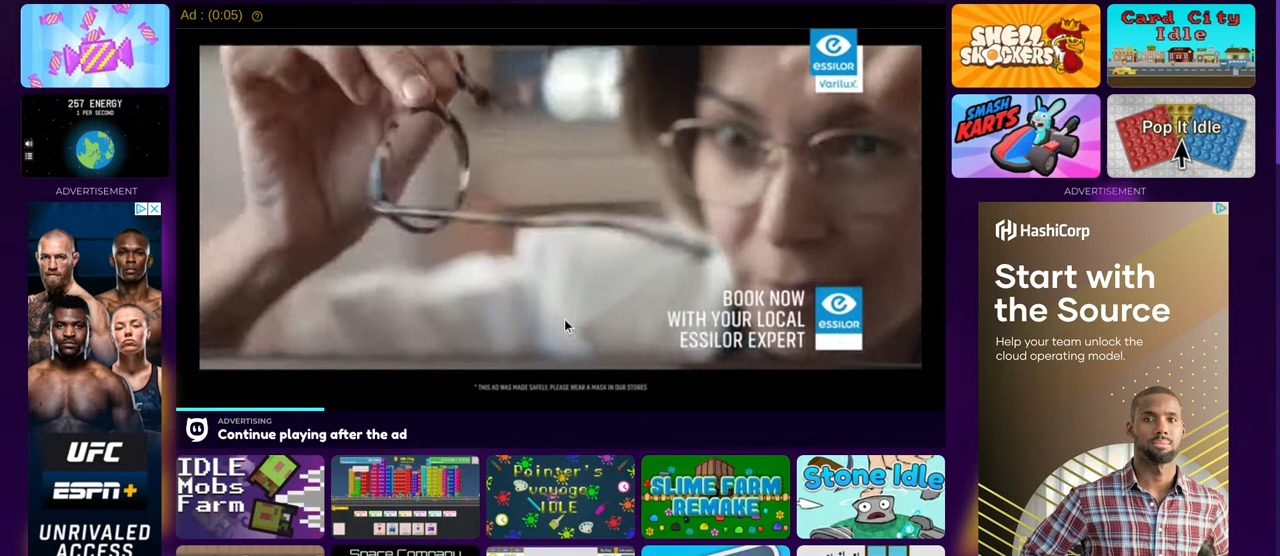 Ad : (0:05)
essilor
varilux.
BOOK NOW
WITH YOUR LOCAL
ESSILOR EXPERT
essilor
* THIS AD WAS MADE SAFELY, PLEASE WEAR A MASK IN OUR STORES
ADVERTISING
Continue playing after the ad
257 ENERGY
1 PER SECOND
ADVERTISEMENT
UFC
ESPN+
UNRIVALED
ACCESS
IDLE
Mobs
Farm
Painter's
voyage
IDLE
SLIME FARM
REMAKE
Stone Idle
Space Company
SHELL
SHOCKERS
Card City
Idle
SMASH
KARTS
Pop It Idle
ADVERTISEMENT
HashiCorp
Start with
the Source
Help your team unlock the
cloud operating model.